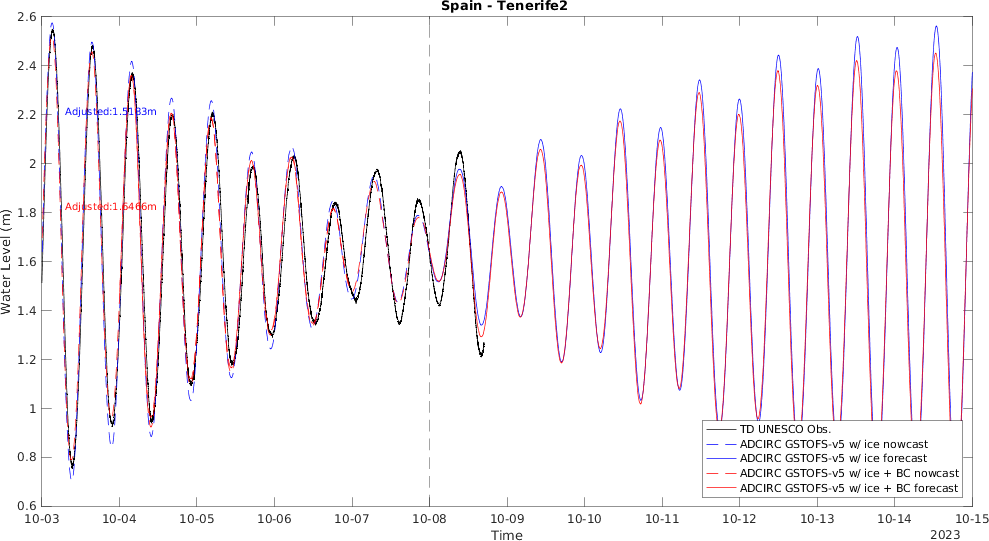 Spain - Tenerife2
2.6
2.4
2.2
2
1.8
1.6
1.4
1.2
1
0.8
0.6
Water Level (m)
Adjusted:1.5183m
Adjusted:1.6466m
TD UNESCO Obs.
ADCIRC GSTOFS-v5 w/ ice nowcast
ADCIRC GSTOFS-v5 w/ ice forecast
ADCIRC GSTOFS-v5 w/ ice + BC nowcast
ADCIRC GSTOFS-v5 w/ ice + BC forecast
10-03 10-04 10-05 10-06 10-07 10-08 10-09 10-10 10-11 10-12 10-13 10-14 10-15
Time
2023